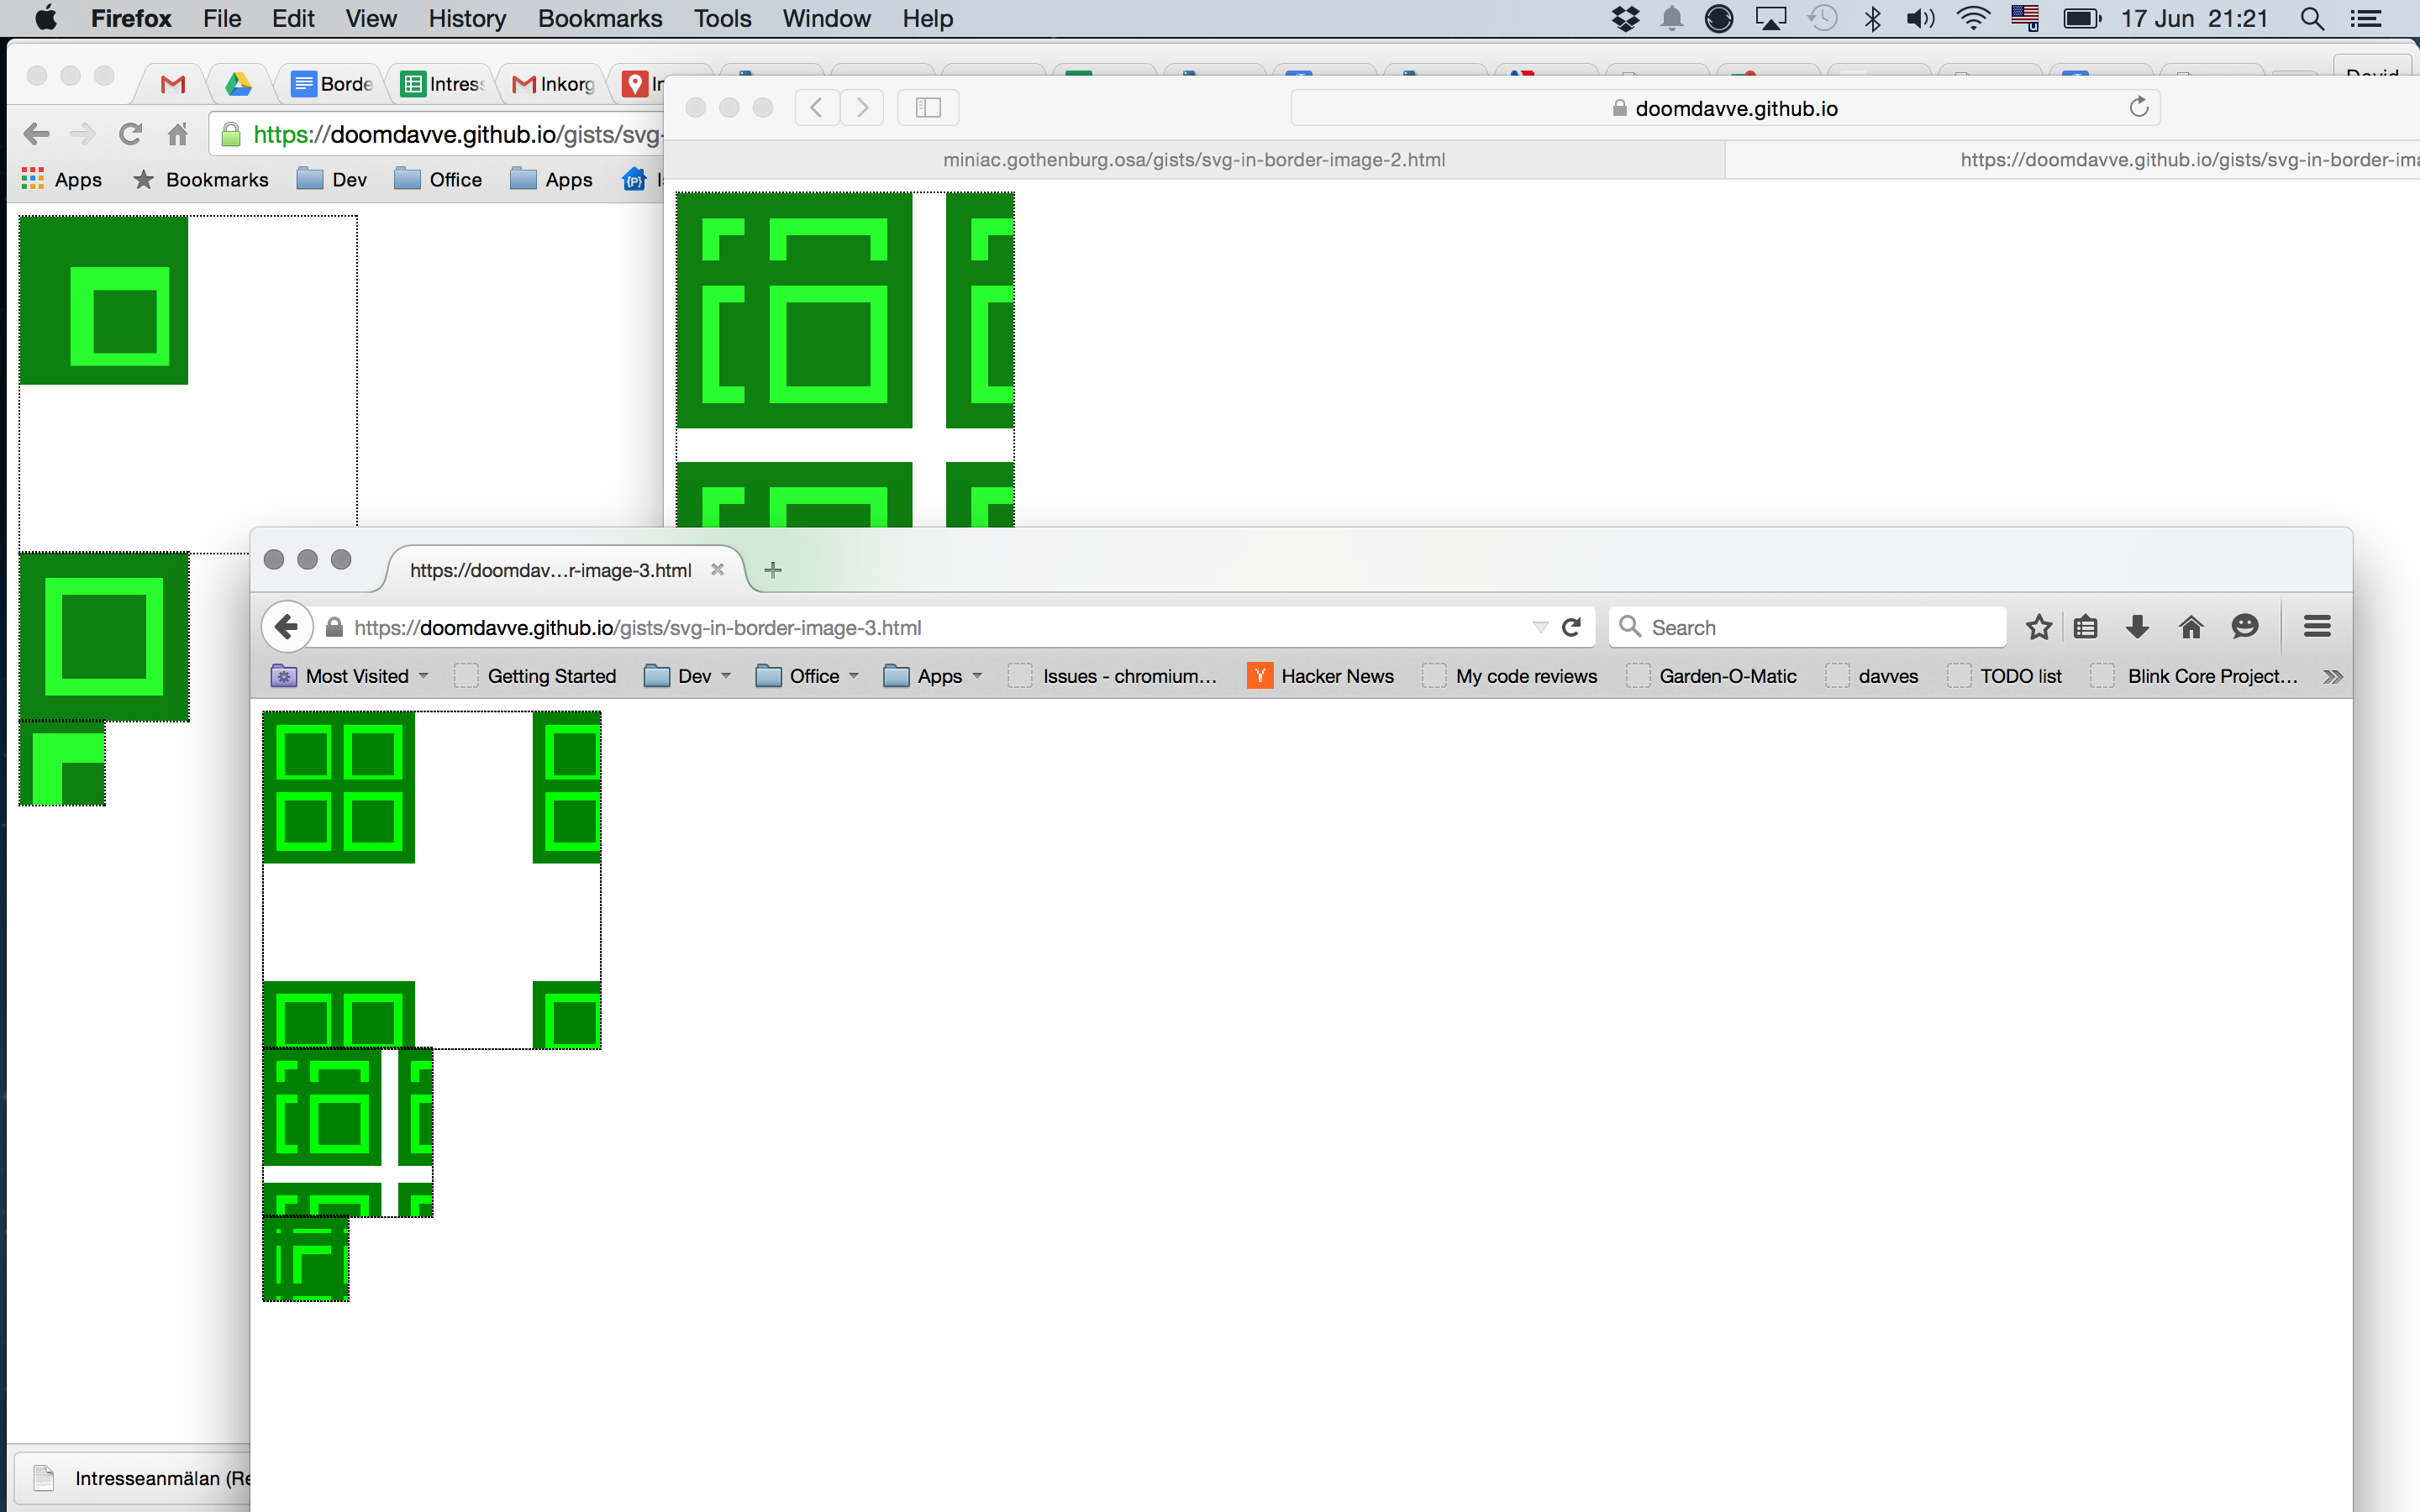 Firefox File Edit View History Bookmarks Tools Window Help 17 Jun 21:21
Borde Intres Inkorg In David
https://doomdavve.github.io/gists/svg-
Apps Bookmarks Dev Office Apps {P}
doomdavve.github.io
miniac.gothenburg.osa/gists/svg-in-border-image-2.html https://doomdavve.github.io/gists/svg-in-border-ima
https://doomdav...r-image-3.html
https://doomdavve.github.io/gists/svg-in-border-image-3.html Search
Most Visited Getting Started Dev Office Apps Issues - chromium... Y Hacker News My code reviews Garden-O-Matic davves TODO list Blink Core Project...
Intresseanmälan (Re